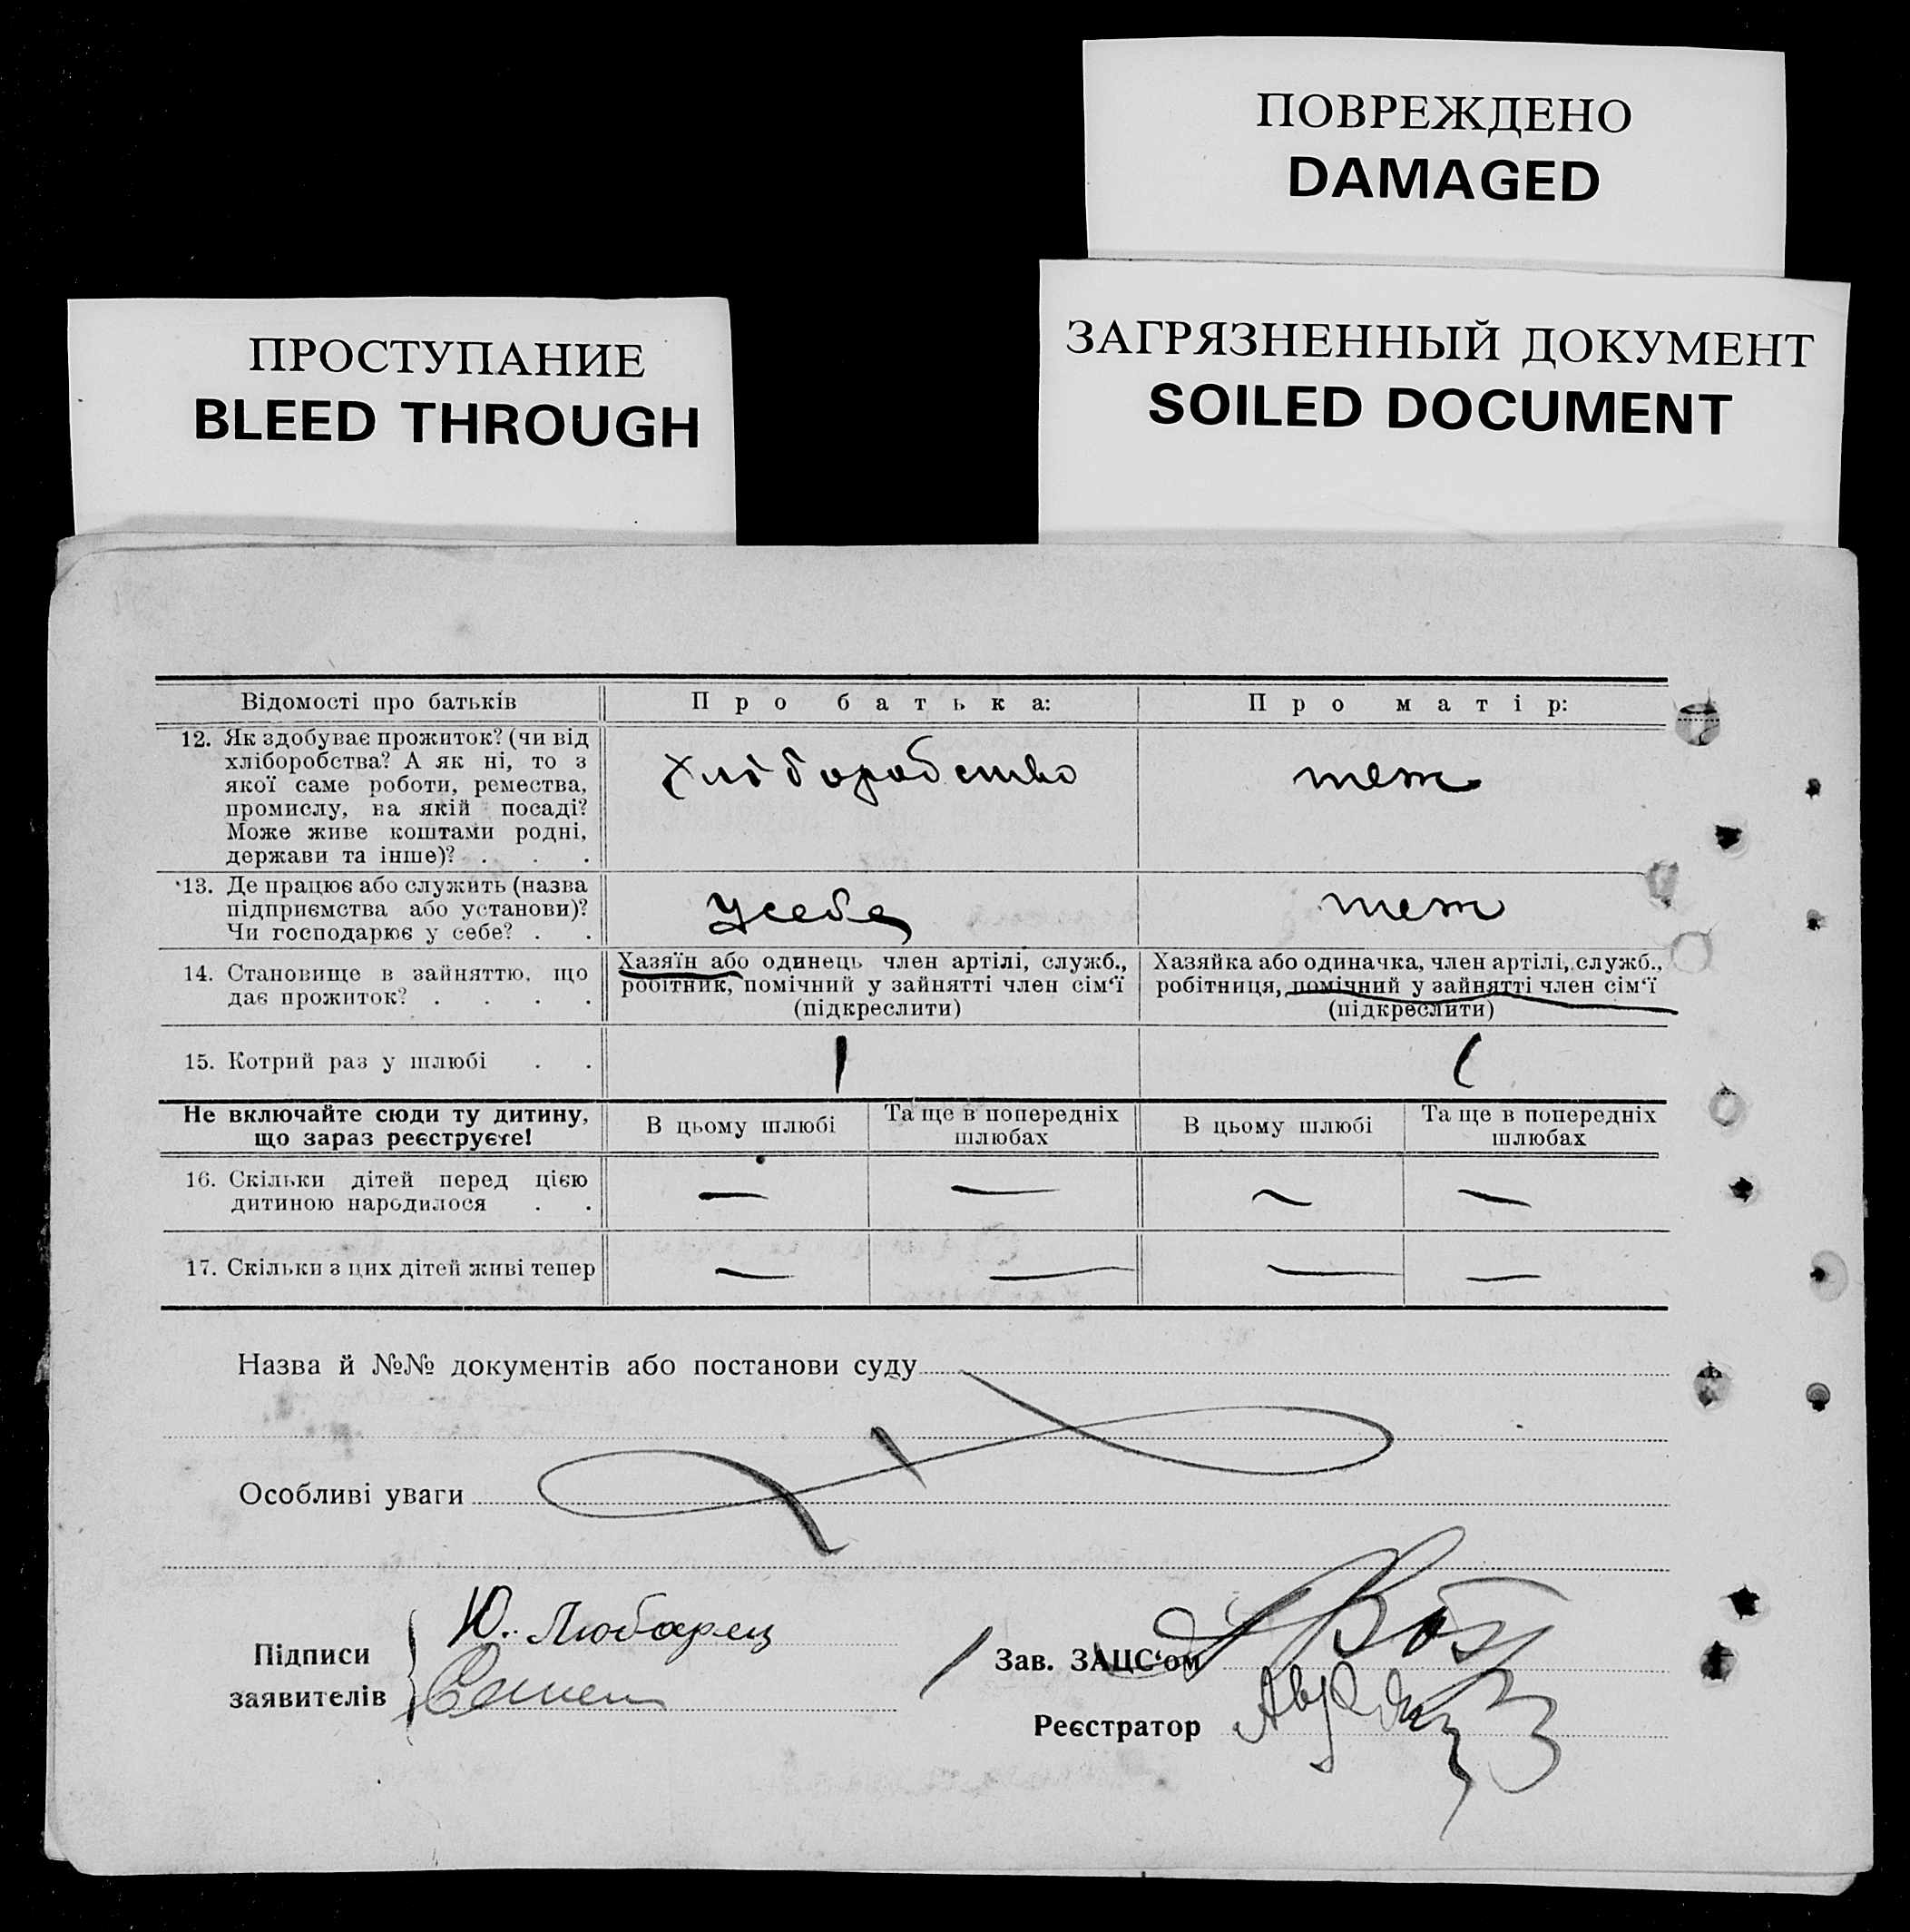 ПОВРЕЖДЕНО
DAMAGED
ЗАГРЯЗНЕННЫЙ ДОКУМЕНТ
SOILED DOCUMENT
ПРОСТУПАНИЕ
BLEED THROUGH
Відомості про батьків
Про батька:
Про матір:
12. Як здобуває прожиток? (чи від
хліборобства? А як ні, то з
якої саме роботи, ремества,
промислу, на якій посаді?
Може живе коштами родні,
держави та інше)? . . .
хліборобство
теж
13. Де працює або служить (назва
підприємства або установи)?
Чи господарює у себе? . .
усебе
теж
14. Становище в зайняттю, що
дає прожиток? . . . .
Хазяїн або одинець член артілі, служб.,
робітник, помічний у зайнятті член сім‘ї
(підкреслити)
Хазяйка або одиначка, член артілі, служб.,
робітниця, помічний у зайнятті член сім‘ї
(підкреслити)
15. Котрий раз у шлюбі . .
1
1
Не включайте сюди ту дитину,
що зараз реєструєте!
В цьому шлюбі
Та ще в попередніх
шлюбах
В цьому шлюбі
Та ще в попередніх
шлюбах
16. Скільки дітей перед цією
дитиною народилося . .
— — — —
17. Скільки з цих дітей живі тепер
— — — —
Назва й №№ документів або постанови суду
Особливі уваги
Підписи
заявителів
Ю. Любарец
Зав. ЗАЦС‘ом
Реєстратор